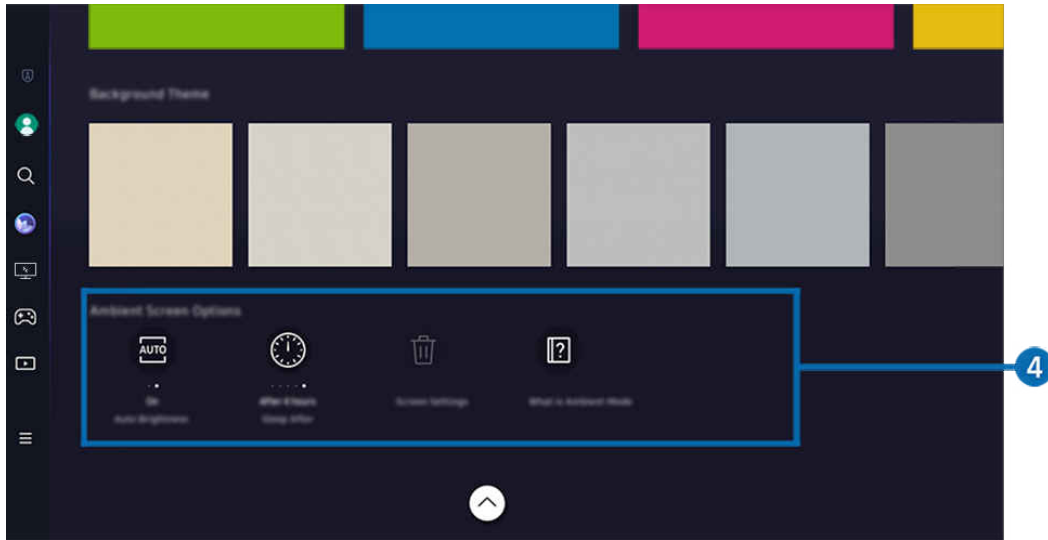 Background Theme
Ambient Screen Options
AUTO
On
Auto Brightness
After 6 hours
Sleep After
Screen Settings
What is Ambient Mode
4